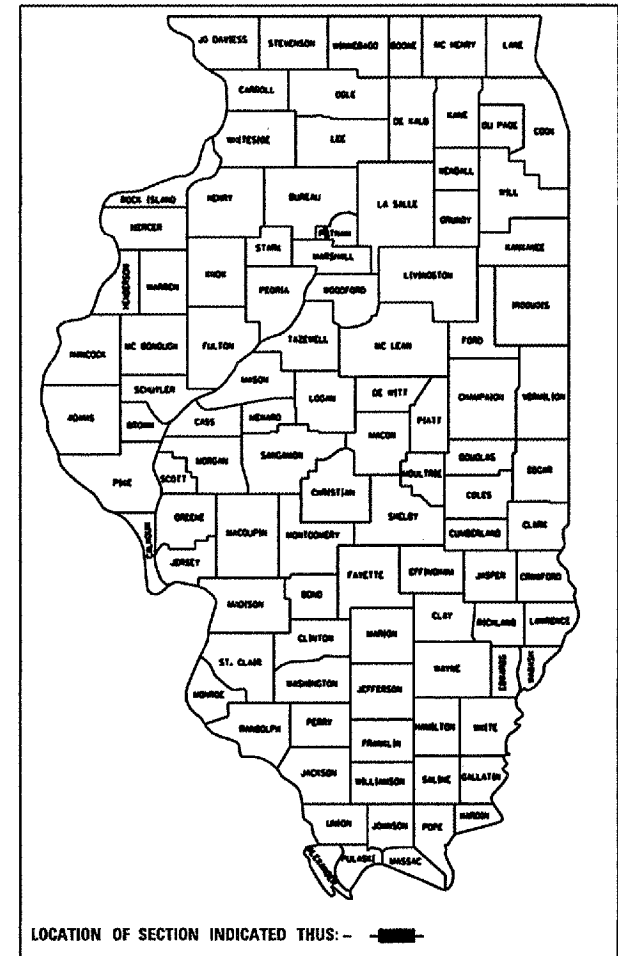 JO DAVIESS STEVENSON WINNEBAGO BOONE MC HENRY LAKE
CARROLL OGLE
DE KALB KANE DU PAGE COOK
WHITESIDE LEE
KENDALL WILL
ROCK ISLAND HENRY BUREAU LA SALLE
MERCER PUTNAM GRUNDY
STARK MARSHALL KANKAKEE
HENDERSON WARREN KNOX PEORIA WOODFORD LIVINGSTON
IROQUOIS
HANCOCK MC DONOUGH FULTON TAZEWELL MC LEAN FORD
SCHUYLER MASON LOGAN DE WITT CHAMPAIGN VERMILION
ADAMS BROWN CASS MENARD PIATT
MACON
MORGAN SANGAMON DOUGLAS EDGAR
PIKE SCOTT CHRISTIAN MOULTRIE COLES
GREENE MACOUPIN MONTGOMERY SHELBY CUMBERLAND CLARK
CALHOUN JERSEY
FAYETTE EFFINGHAM JASPER CRAWFORD
MADISON BOND
CLAY RICHLAND LAWRENCE
CLINTON MARION
ST. CLAIR WAYNE EDWARDS WABASH
WASHINGTON JEFFERSON
MONROE
RANDOLPH PERRY HAMILTON WHITE
FRANKLIN
JACKSON WILLIAMSON SALINE GALLATIN
UNION JOHNSON POPE HARDIN
ALEXANDER PULASKI MASSAC
LOCATION OF SECTION INDICATED THUS: -